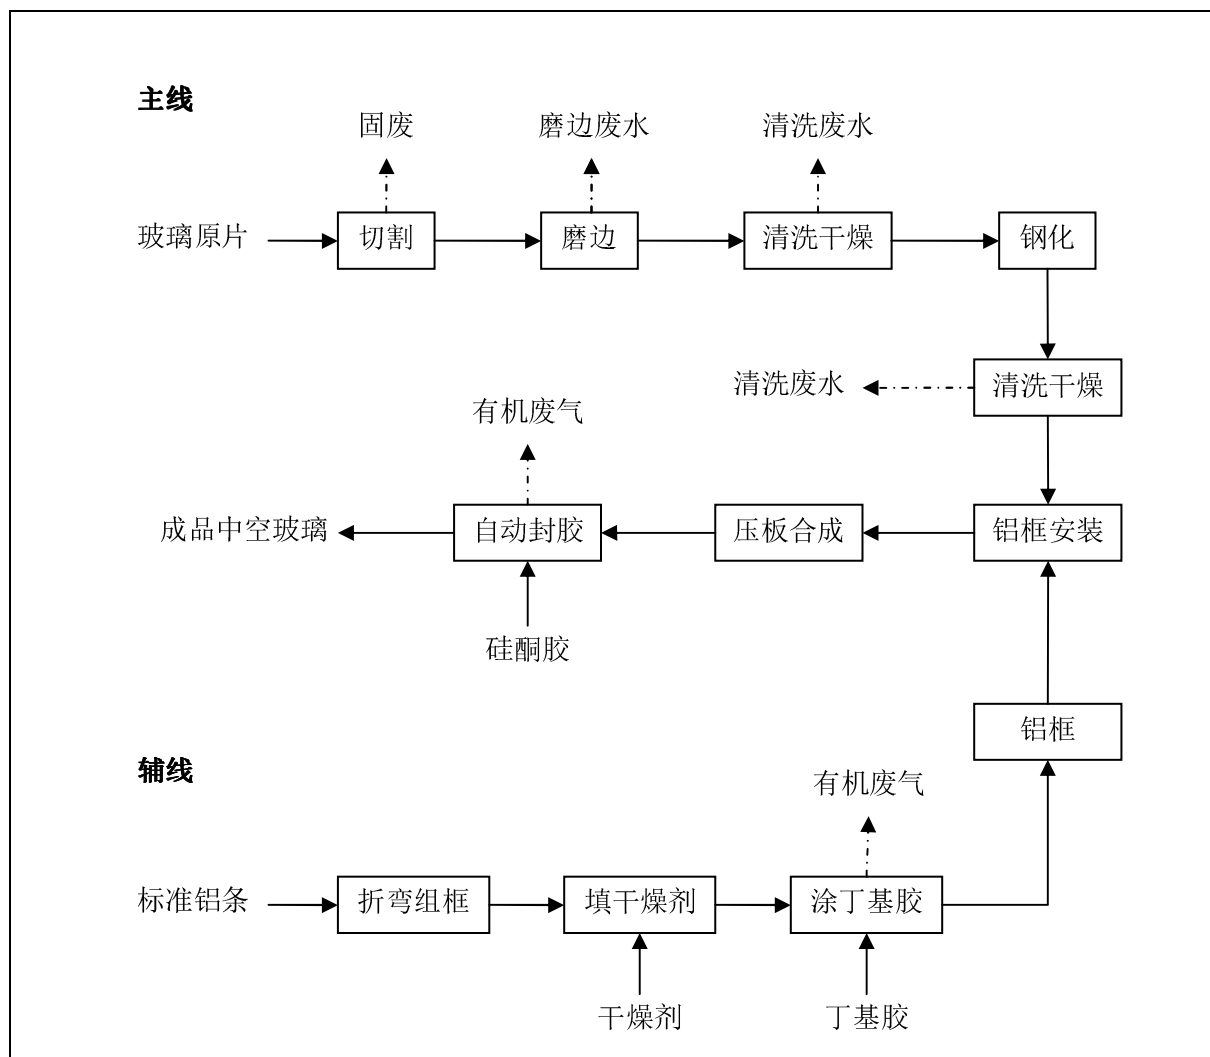 主线
固废
磨边废水
清洗废水
玻璃原片
切割
磨边
清洗干燥
钢化
清洗废水
清洗干燥
有机废气
成品中空玻璃
自动封胶
压板合成
铝框安装
硅酮胶
铝框
辅线
有机废气
标准铝条
折弯组框
填干燥剂
涂丁基胶
干燥剂
丁基胶